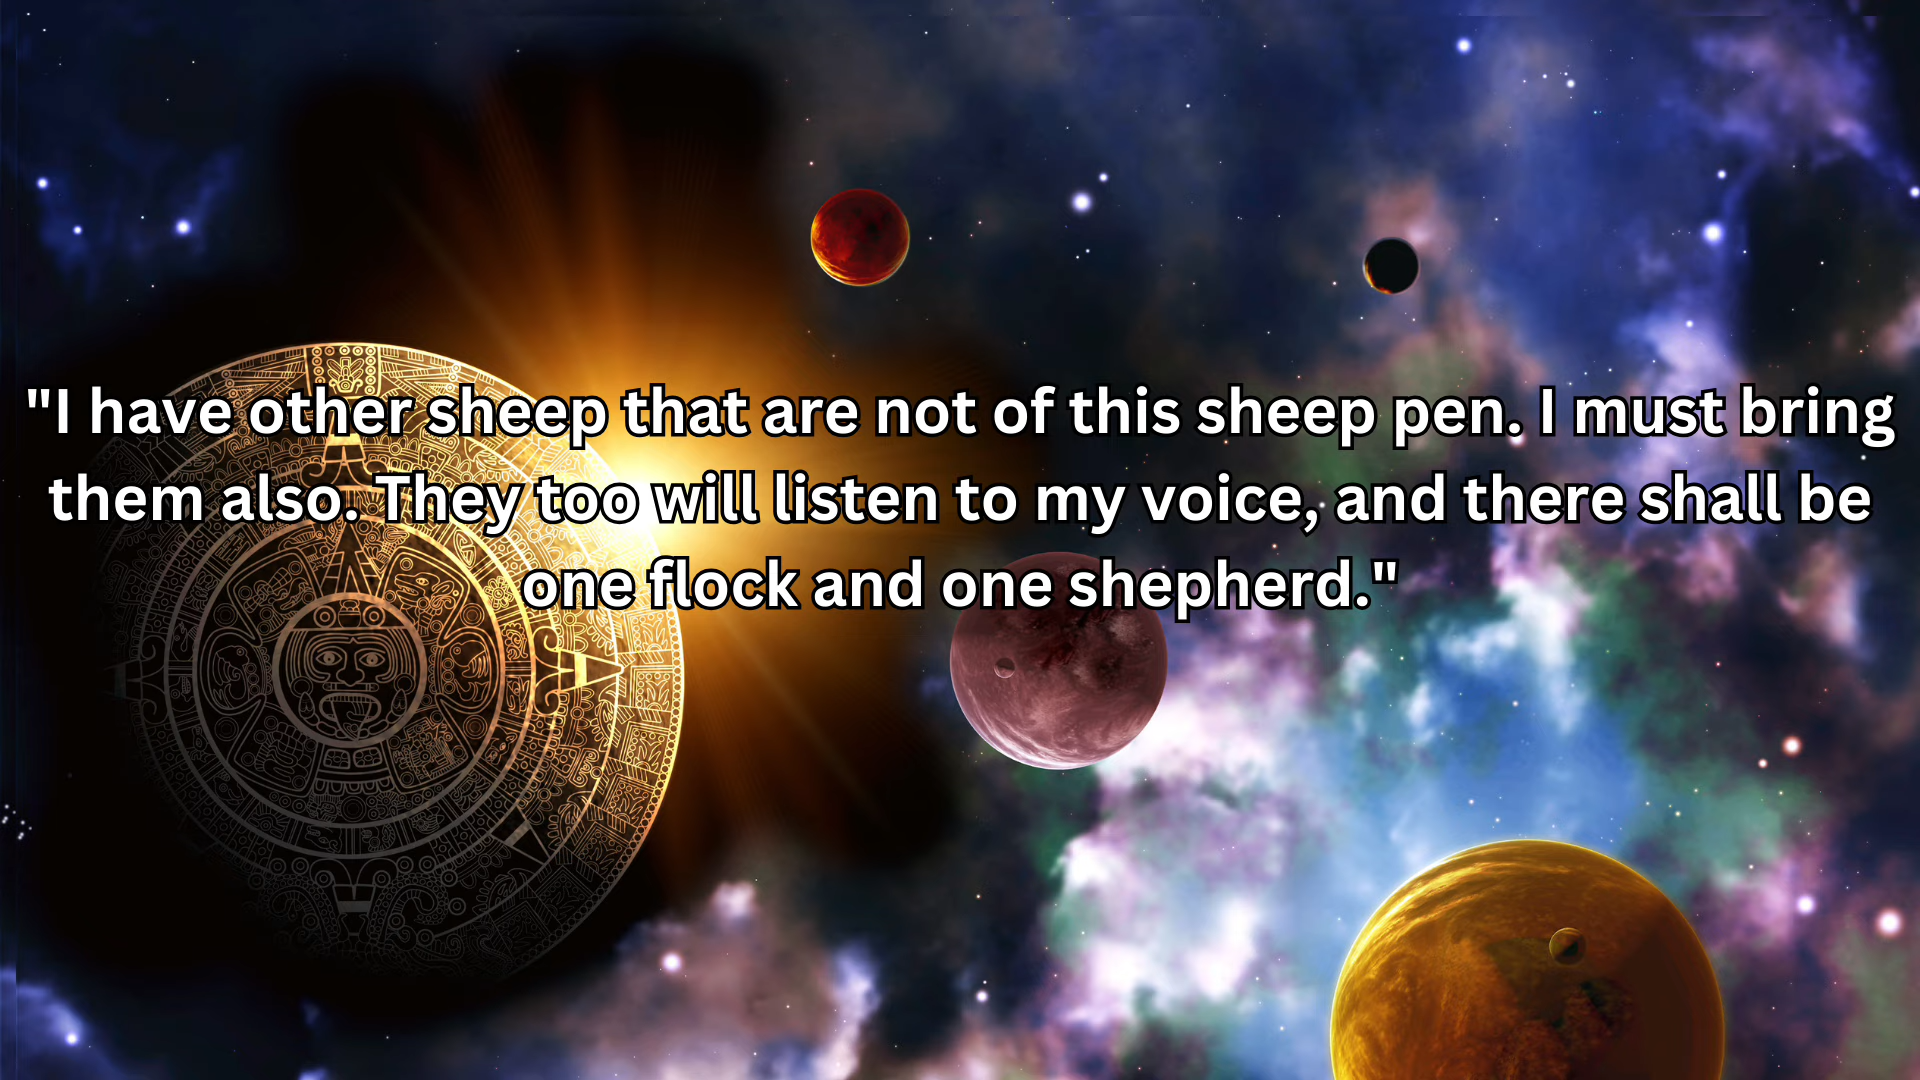 "I have other sheep that are not of this sheep pen. I must bring
them also. They too will listen to my voice, and there shall be
one flock and one shepherd."